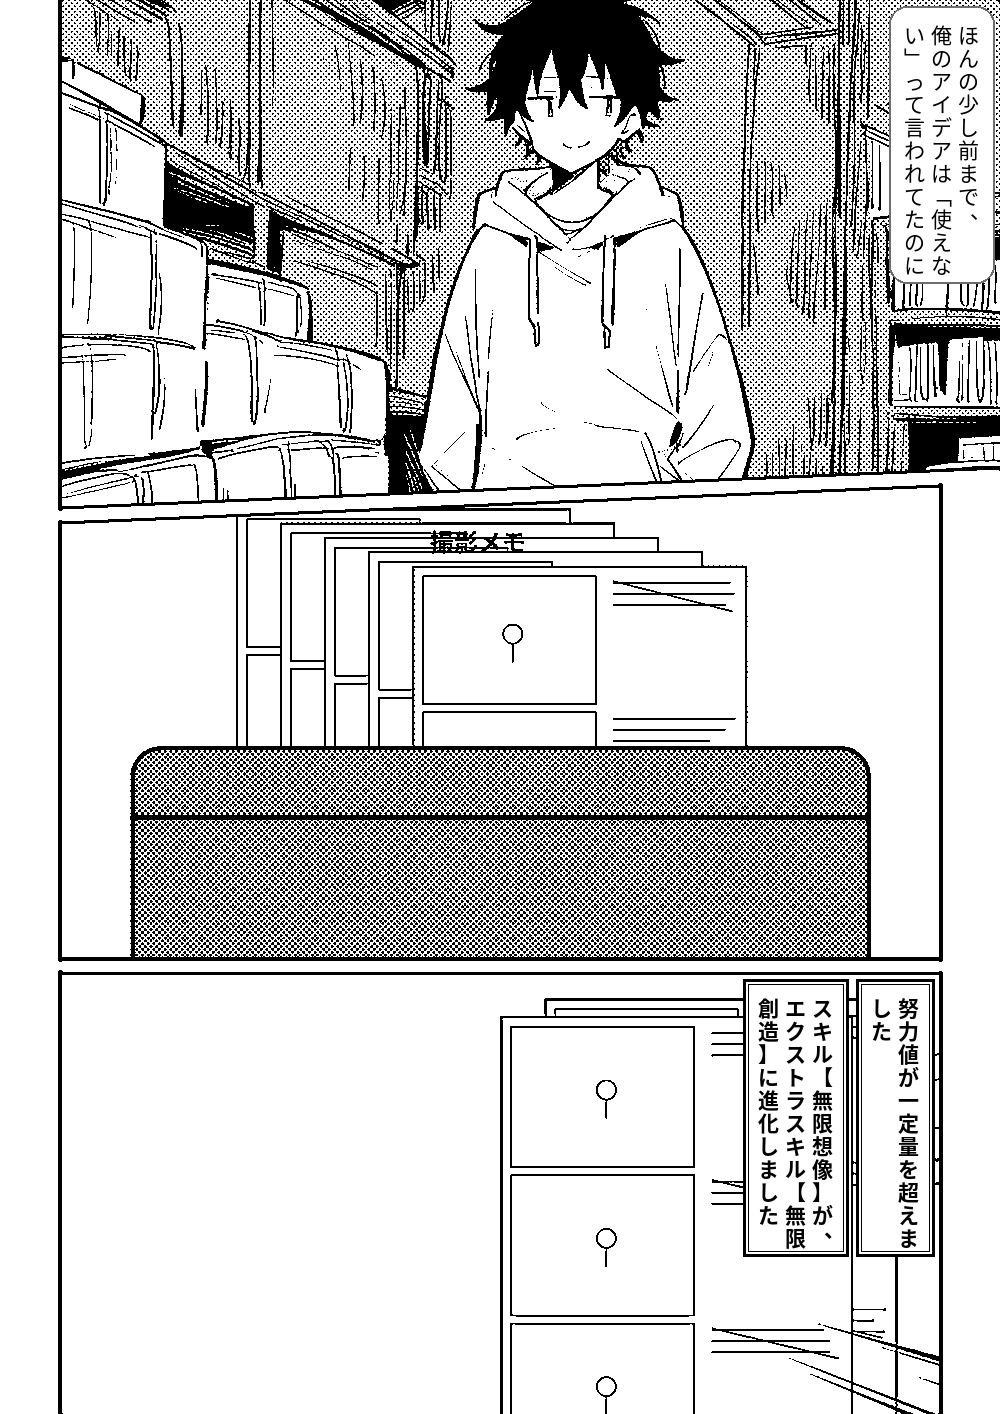 ほんの少し前まで、
俺のアイデアは「使えな
い」って言われてたのに
撮影メモ
努力値が一定量を超えま
した
スキル【無限想像】が、
エクストラスキル【無限
創造】に進化しました